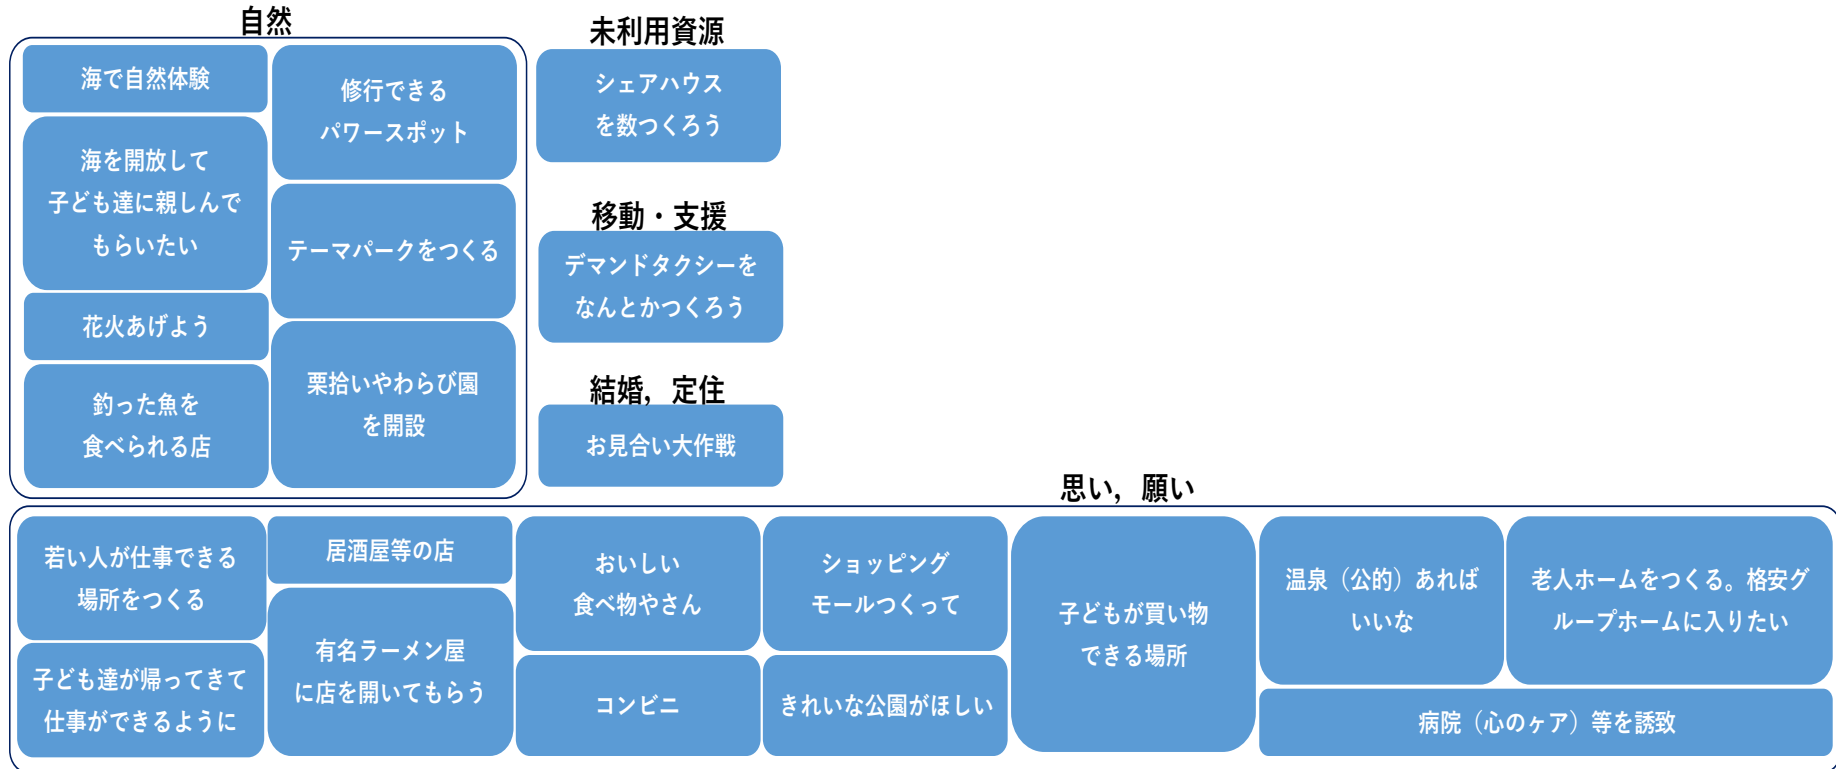 自然
海で自然体験
海を開放して
子ども達に親しんで
もらいたい
花火あげよう
釣った魚を
食べられる店
修行できる
パワースポット
テーマパークをつくる
栗拾いやわらび園
を開設
未利用資源
シェアハウス
を数つくろう
移動・支援
デマンドタクシーを
なんとかつくろう
結婚，定住
お見合い大作戦
思い，願い
若い人が仕事できる
場所をつくる
子ども達が帰ってきて
仕事ができるように
居酒屋等の店
有名ラーメン屋
に店を開いてもらう
おいしい
食べ物やさん
コンビニ
ショッピング
モールつくって
きれいな公園がほしい
子どもが買い物
できる場所
温泉（公的）あれば
いいな
老人ホームをつくる。格安グ
ループホームに入りたい
病院（心のヶア）等を誘致